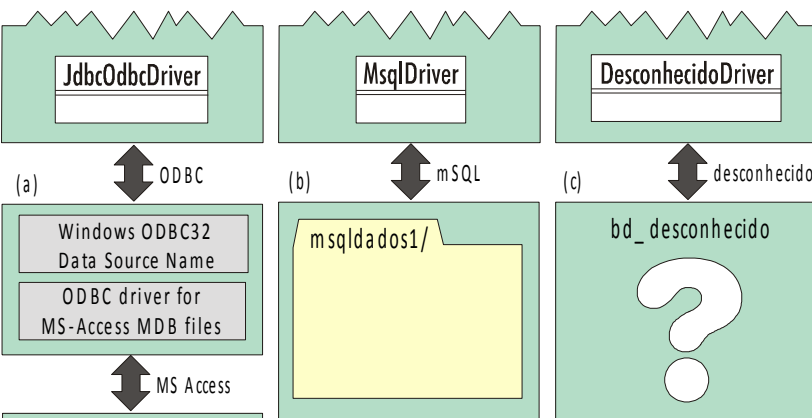 JdbcOdbcDriver
MsqlDriver
DesconhecidoDriver
(a)
ODBC
(b)
mSQL
(c)
desconhecido
Windows ODBC32
Data Source Name
ODBC driver for
MS-Access MDB files
MS Access
msqldados1/
bd_desconhecido
?